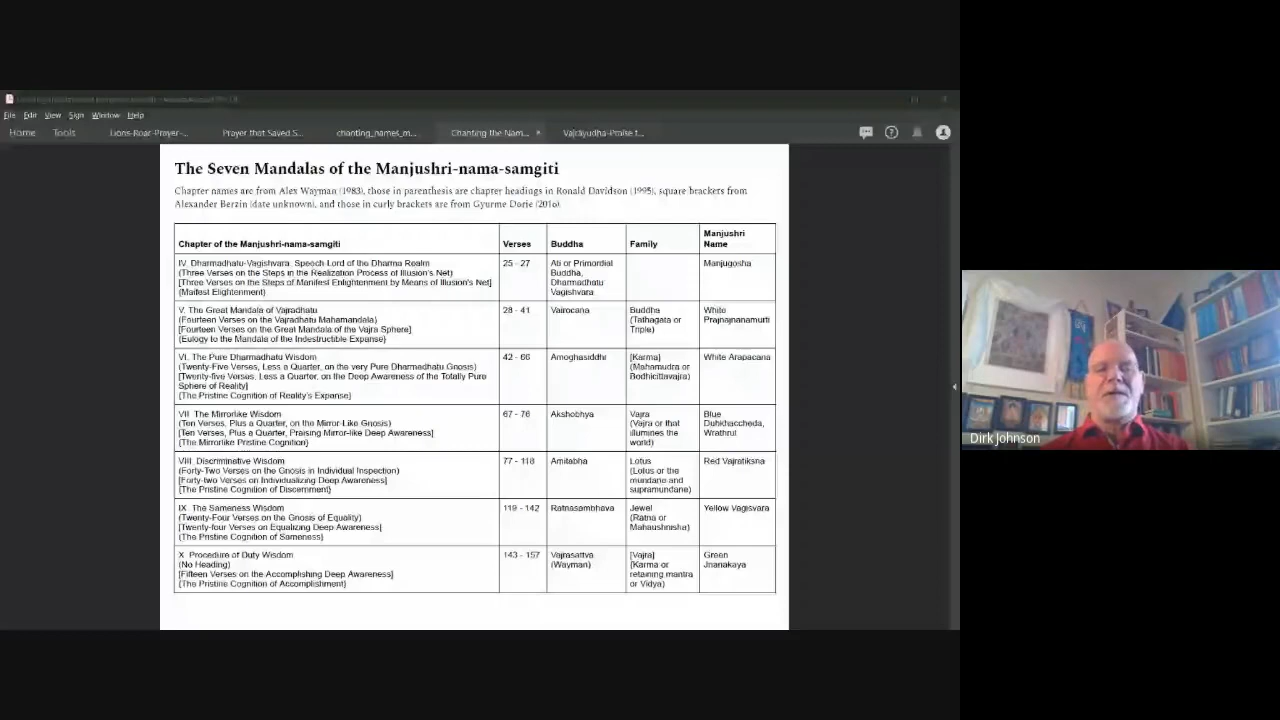 File Edit View Sign Window Help
Home Tools Lions-Roar-Prayer-... Prayer that Saved S... chanting_names_m... Chanting the Nam... × Vajrāyudha-Praise t...
The Seven Mandalas of the Manjushri-nama-samgiti
Chapter names are from Alex Wayman (1983), those in parenthesis are chapter headings in Ronald Davidson (1995), square brackets from
Alexander Berzin (date unknown), and those in curly brackets are from Gyurme Dorje (2016).
Chapter of the Manjushri-nama-samgiti Verses Buddha Family Manjushri
Name
IV. Dharmadhatu-Vagishvara, Speech-Lord of the Dharma Realm 25 - 27 Ati or Primordial Manjugosha
(Three Verses on the Steps in the Realization Process of Illusion's Net) Buddha,
[Three Verses on the Steps of Manifest Enlightenment by Means of Illusion's Net] Dharmadhatu
{Maifest Enlightenment} Vagishvara
V. The Great Mandala of Vajradhatu 28 - 41 Vairocana Buddha White
(Fourteen Verses on the Vajradhatu Mahamandala) (Tathagata or Prajnajnanamurti
[Fourteen Verses on the Great Mandala of the Vajra Sphere] Triple)
{Eulogy to the Mandala of the Indestructible Expanse}
VI. The Pure Dharmadhatu Wisdom 42 - 66 Amoghasiddhi [Karma] White Arapacana
(Twenty-Five Verses, Less a Quarter, on the very Pure Dharmadhatu Gnosis) (Mahamudra or
[Twenty-five Verses, Less a Quarter, on the Deep Awareness of the Totally Pure Bodhicittavajra)
Sphere of Reality]
{The Pristine Cognition of Reality's Expanse}
VII. The Mirrorlike Wisdom 67 - 76 Akshobhya Vajra Blue
(Ten Verses, Plus a Quarter, on the Mirror-Like Gnosis) (Vajra or that Duhkhaccheda,
[Ten Verses, Plus a Quarter, Praising Mirror-like Deep Awareness] illumines the Wrathful
{The Mirrorlike Pristine Cognition} world)
VIII. Discriminative Wisdom 77 - 118 Amitabha Lotus Red Vajratiksna
(Forty-Two Verses on the Gnosis in Individual Inspection) (Lotus or the
[Forty-two Verses on Individualizing Deep Awareness] mundane and
{The Pristine Cognition of Discernment} supramundane)
IX. The Sameness Wisdom 119 - 142 Ratnasambhava Jewel Yellow Vagisvara
(Twenty-Four Verses on the Gnosis of Equality) (Ratna or
[Twenty-four Verses on Equalizing Deep Awareness] Mahaushnisha)
{The Pristine Cognition of Sameness}
X. Procedure of Duty Wisdom 143 - 157 Vajrasattva [Vajra] Green
(No Heading) (Wayman) [Karma or Jnanakaya
[Fifteen Verses on the Accomplishing Deep Awareness] retaining mantra
{The Pristine Cognition of Accomplishment} or Vidya)
Dirk Johnson